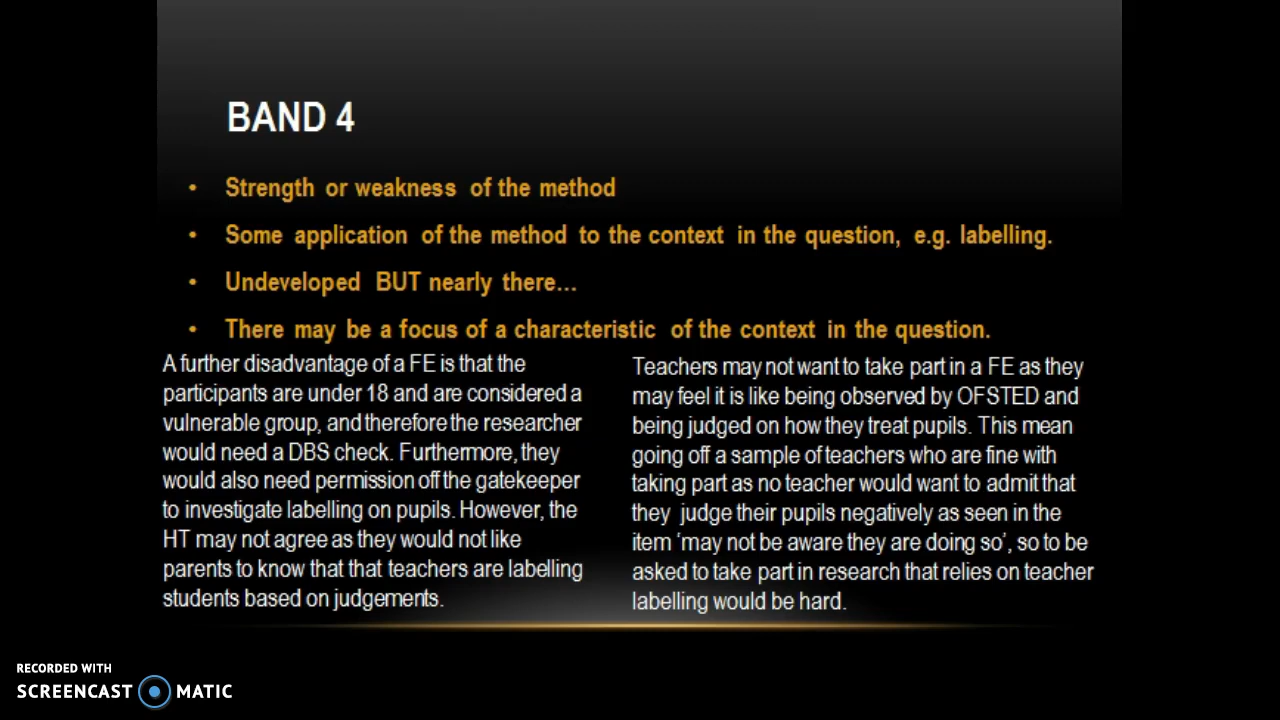 BAND 4
• Strength or weakness of the method
• Some application of the method to the context in the question, e.g. labelling.
• Undeveloped BUT nearly there...
• There may be a focus of a characteristic of the context in the question.
A further disadvantage of a FE is that the
participants are under 18 and are considered a
vulnerable group, and therefore the researcher
would need a DBS check. Furthermore, they
would also need permission off the gatekeeper
to investigate labelling on pupils. However, the
HT may not agree as they would not like
parents to know that that teachers are labelling
students based on judgements.
Teachers may not want to take part in a FE as they
may feel it is like being observed by OFSTED and
being judged on how they treat pupils. This mean
going off a sample of teachers who are fine with
taking part as no teacher would want to admit that
they judge their pupils negatively as seen in the
item 'may not be aware they are doing so', so to be
asked to take part in research that relies on teacher
labelling would be hard.
RECORDED WITH
SCREENCAST MATIC